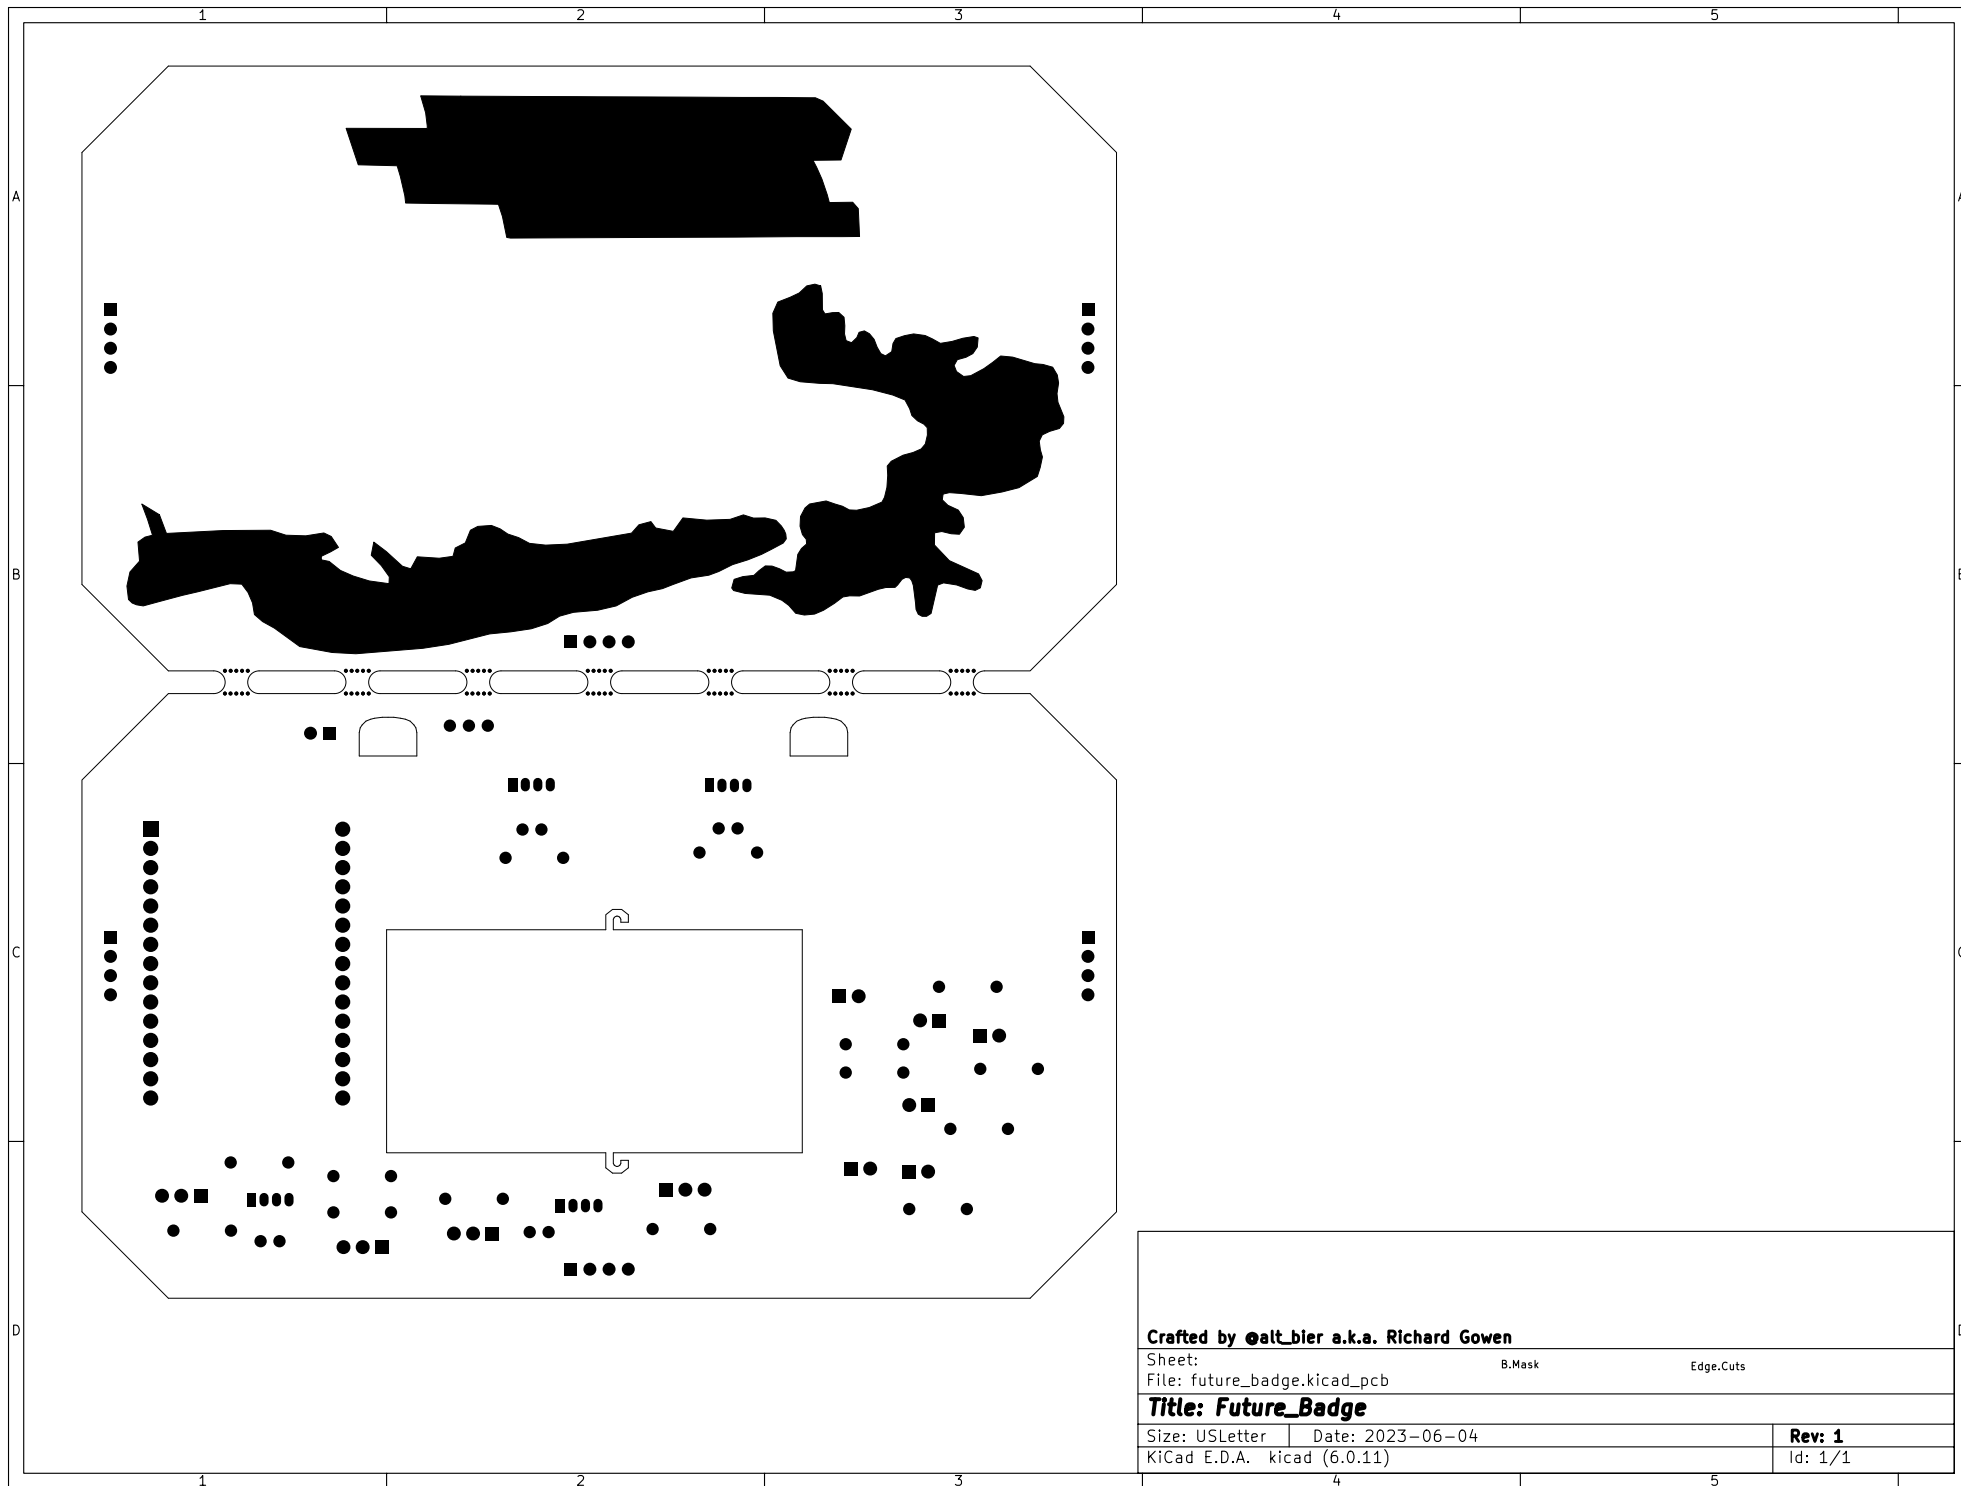 1 2 3 4 5
A A
B B
C C
D D
Crafted by @alt_bier a.k.a. Richard Gowen
Sheet:
B.Mask Edge.Cuts
File: future_badge.kicad_pcb
Title: Future_Badge
Size: USLetter Date: 2023-06-04 Rev: 1
KiCad E.D.A. kicad (6.0.11) Id: 1/1
1 2 3 4 5